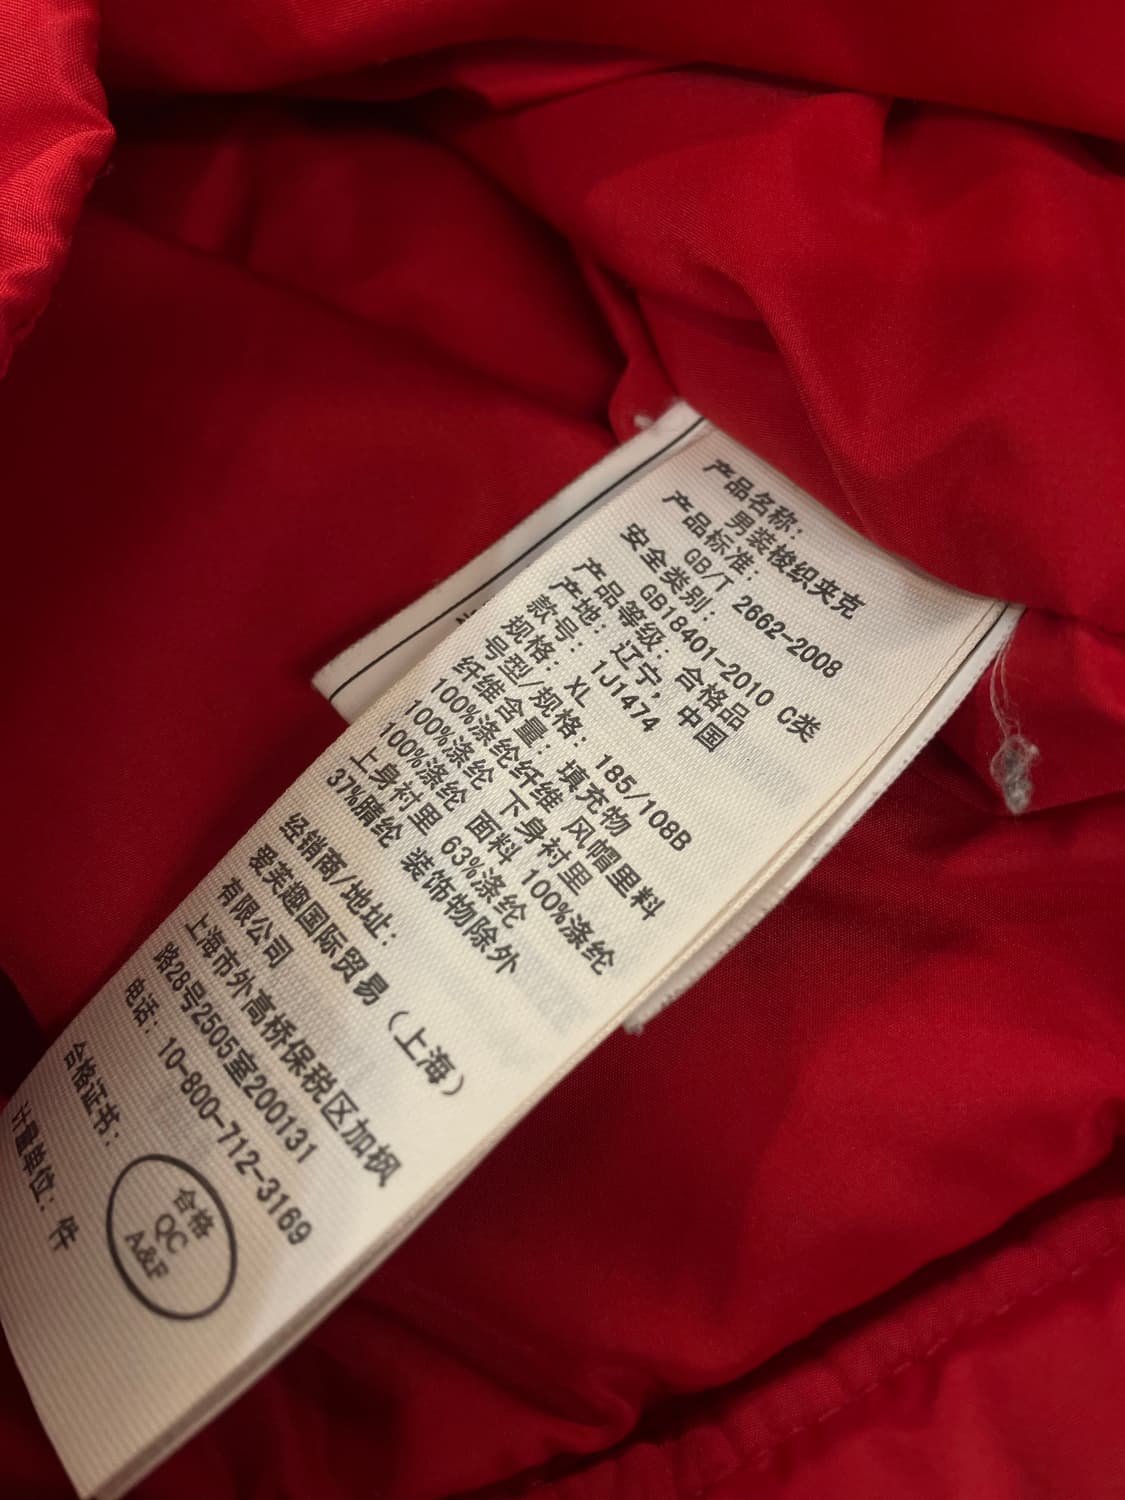 产品名称：
男装梭织夹克
产品标准：
GB/T 2662-2008
安全类别：
GB18401-2010 C类
产品等级：合格品
产地：辽宁，中国
款号：1J1474
规格：XL
号型/规格：185/108B
纤维含量：填充物
100%涤纶纤维 风帽里料
100%涤纶 下身衬里
100%涤纶 面料 100%涤纶
上身衬里 63%涤纶
37%腈纶 装饰物除外
经销商/地址：
爱芙趣国际贸易（上海）
有限公司
上海市外高桥保税区加枫
路28号2505室200131
电话：10-800-712-3169
合格证书：
合格
QC
A&F
计量单位：件